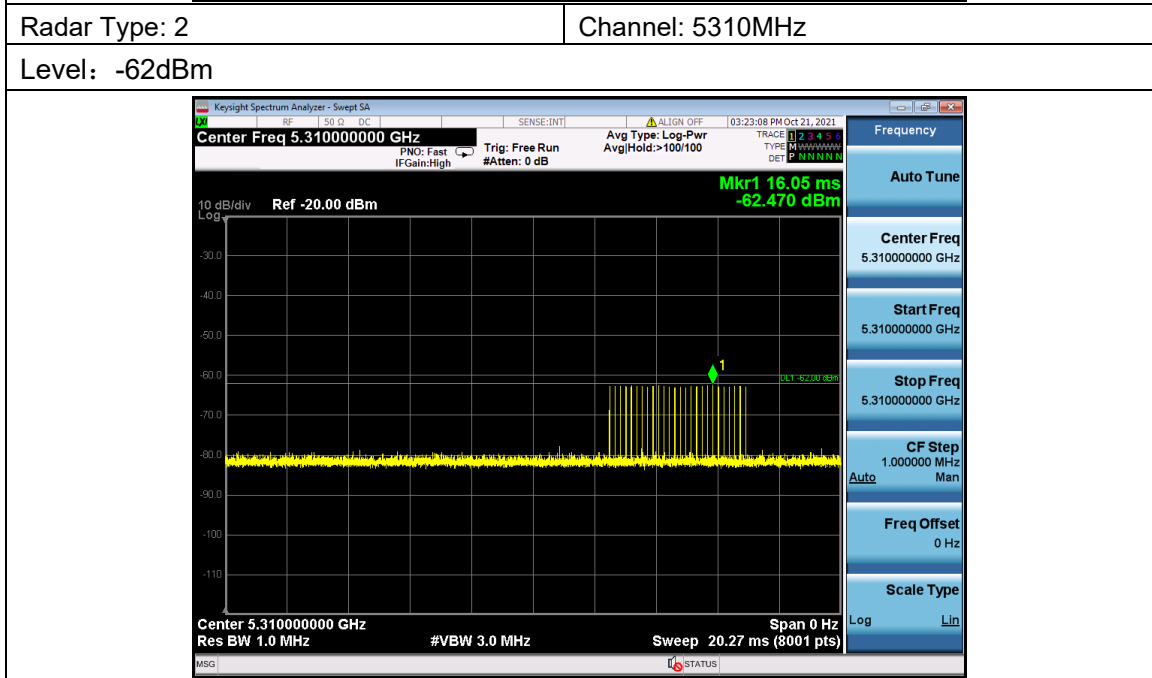 Radar Type: 2
Channel: 5310MHz
Level：-62dBm
Keysight Spectrum Analyzer - Swept SA
LXI RF 50 Ω DC SENSE:INT ALIGN OFF 03:23:08 PM Oct 21, 2021
Center Freq 5.310000000 GHz
PNO: Fast
IFGain:High
Trig: Free Run
#Atten: 0 dB
Avg Type: Log-Pwr
Avg|Hold:>100/100
TRACE 1 2 3 4 5 6
TYPE M WWWWW
DET P N N N N N
Mkr1 16.05 ms
-62.470 dBm
10 dB/div Ref -20.00 dBm
Log
-30.0
-40.0
-50.0
1
-60.0
DL1 -62.00 dBm
-70.0
-80.0
-90.0
-100
-110
Center 5.310000000 GHz Span 0 Hz
Res BW 1.0 MHz #VBW 3.0 MHz Sweep 20.27 ms (8001 pts)
MSG STATUS
Frequency
Auto Tune
Center Freq
5.310000000 GHz
Start Freq
5.310000000 GHz
Stop Freq
5.310000000 GHz
CF Step
1.000000 MHz
Auto Man
Freq Offset
0 Hz
Scale Type
Log Lin